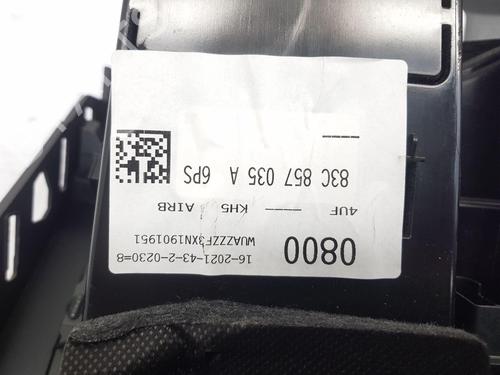 16-2021-43-2-0230=8
WUAZZZF3XN1901951
0800
4UF --- KH5 AIRB
83C 857 035 A 6PS
---